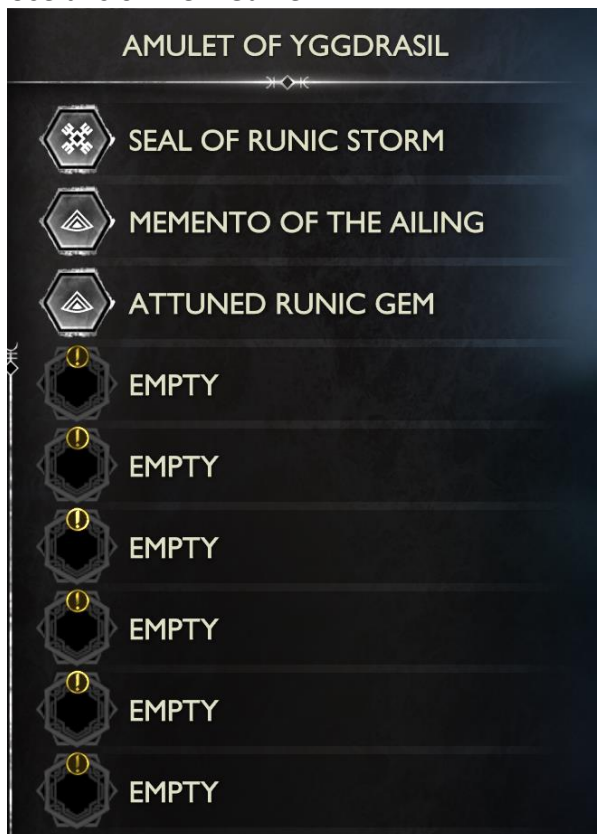 AMULET OF YGGDRASIL
SEAL OF RUNIC STORM
MEMENTO OF THE AILING
ATTUNED RUNIC GEM
EMPTY
EMPTY
EMPTY
EMPTY
EMPTY
EMPTY